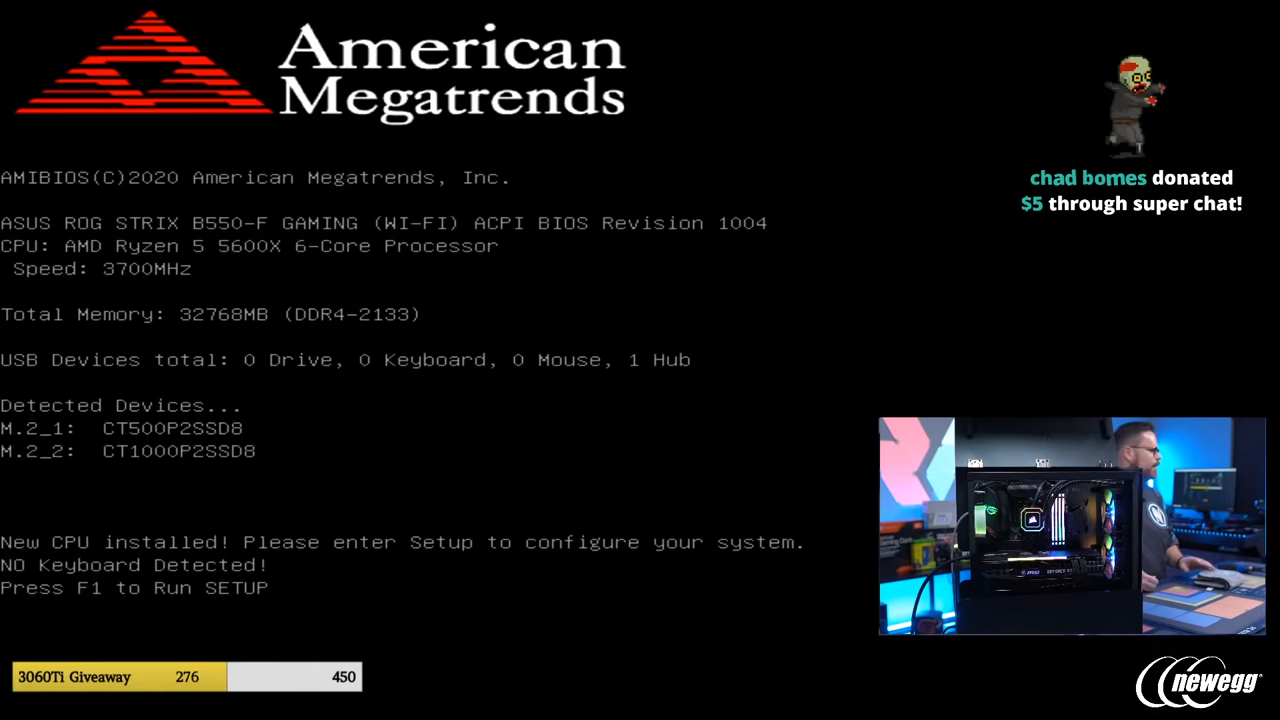 American
Megatrends
AMIBIOS(C)2020 American Megatrends, Inc.
ASUS ROG STRIX B550-F GAMING (WI-FI) ACPI BIOS Revision 1004
CPU: AMD Ryzen 5 5600X 6-Core Processor
Speed: 3700MHz
Total Memory: 32768MB (DDR4-2133)
USB Devices total: 0 Drive, 0 Keyboard, 0 Mouse, 1 Hub
Detected Devices...
M.2_1: CT500P2SSD8
M.2_2: CT1000P2SSD8
New CPU installed! Please enter Setup to configure your system.
NO Keyboard Detected!
Press F1 to Run SETUP
chad bomes donated
$5 through super chat!
msi GEFORCE
3060Ti Giveaway 276 450
newegg